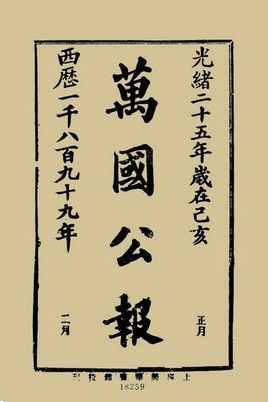 光緒二十五年歲在己亥
正月
萬國公報
西歷一千八百九十九年
二月
上海美華書館校刊
18259